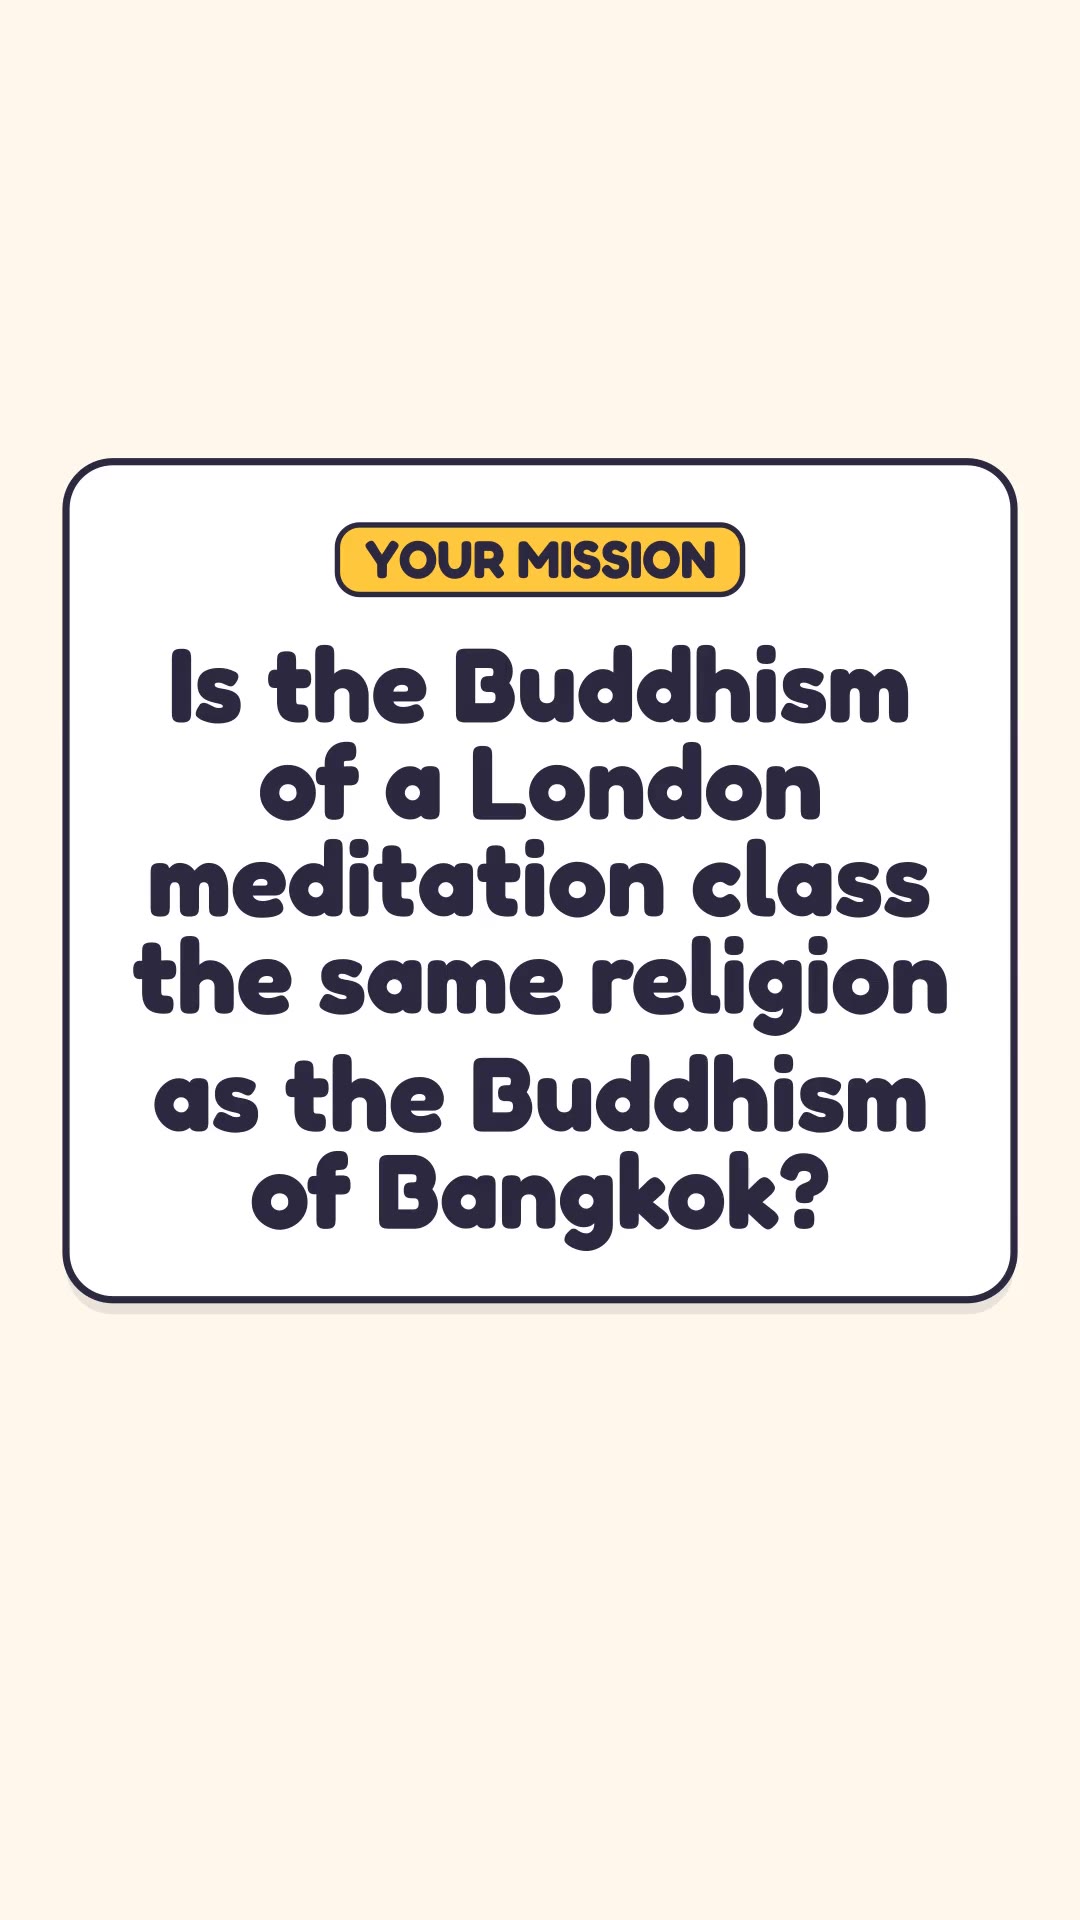 YOUR MISSION
Is the Buddhism
of a London
meditation class
the same religion
as the Buddhism
of Bangkok?